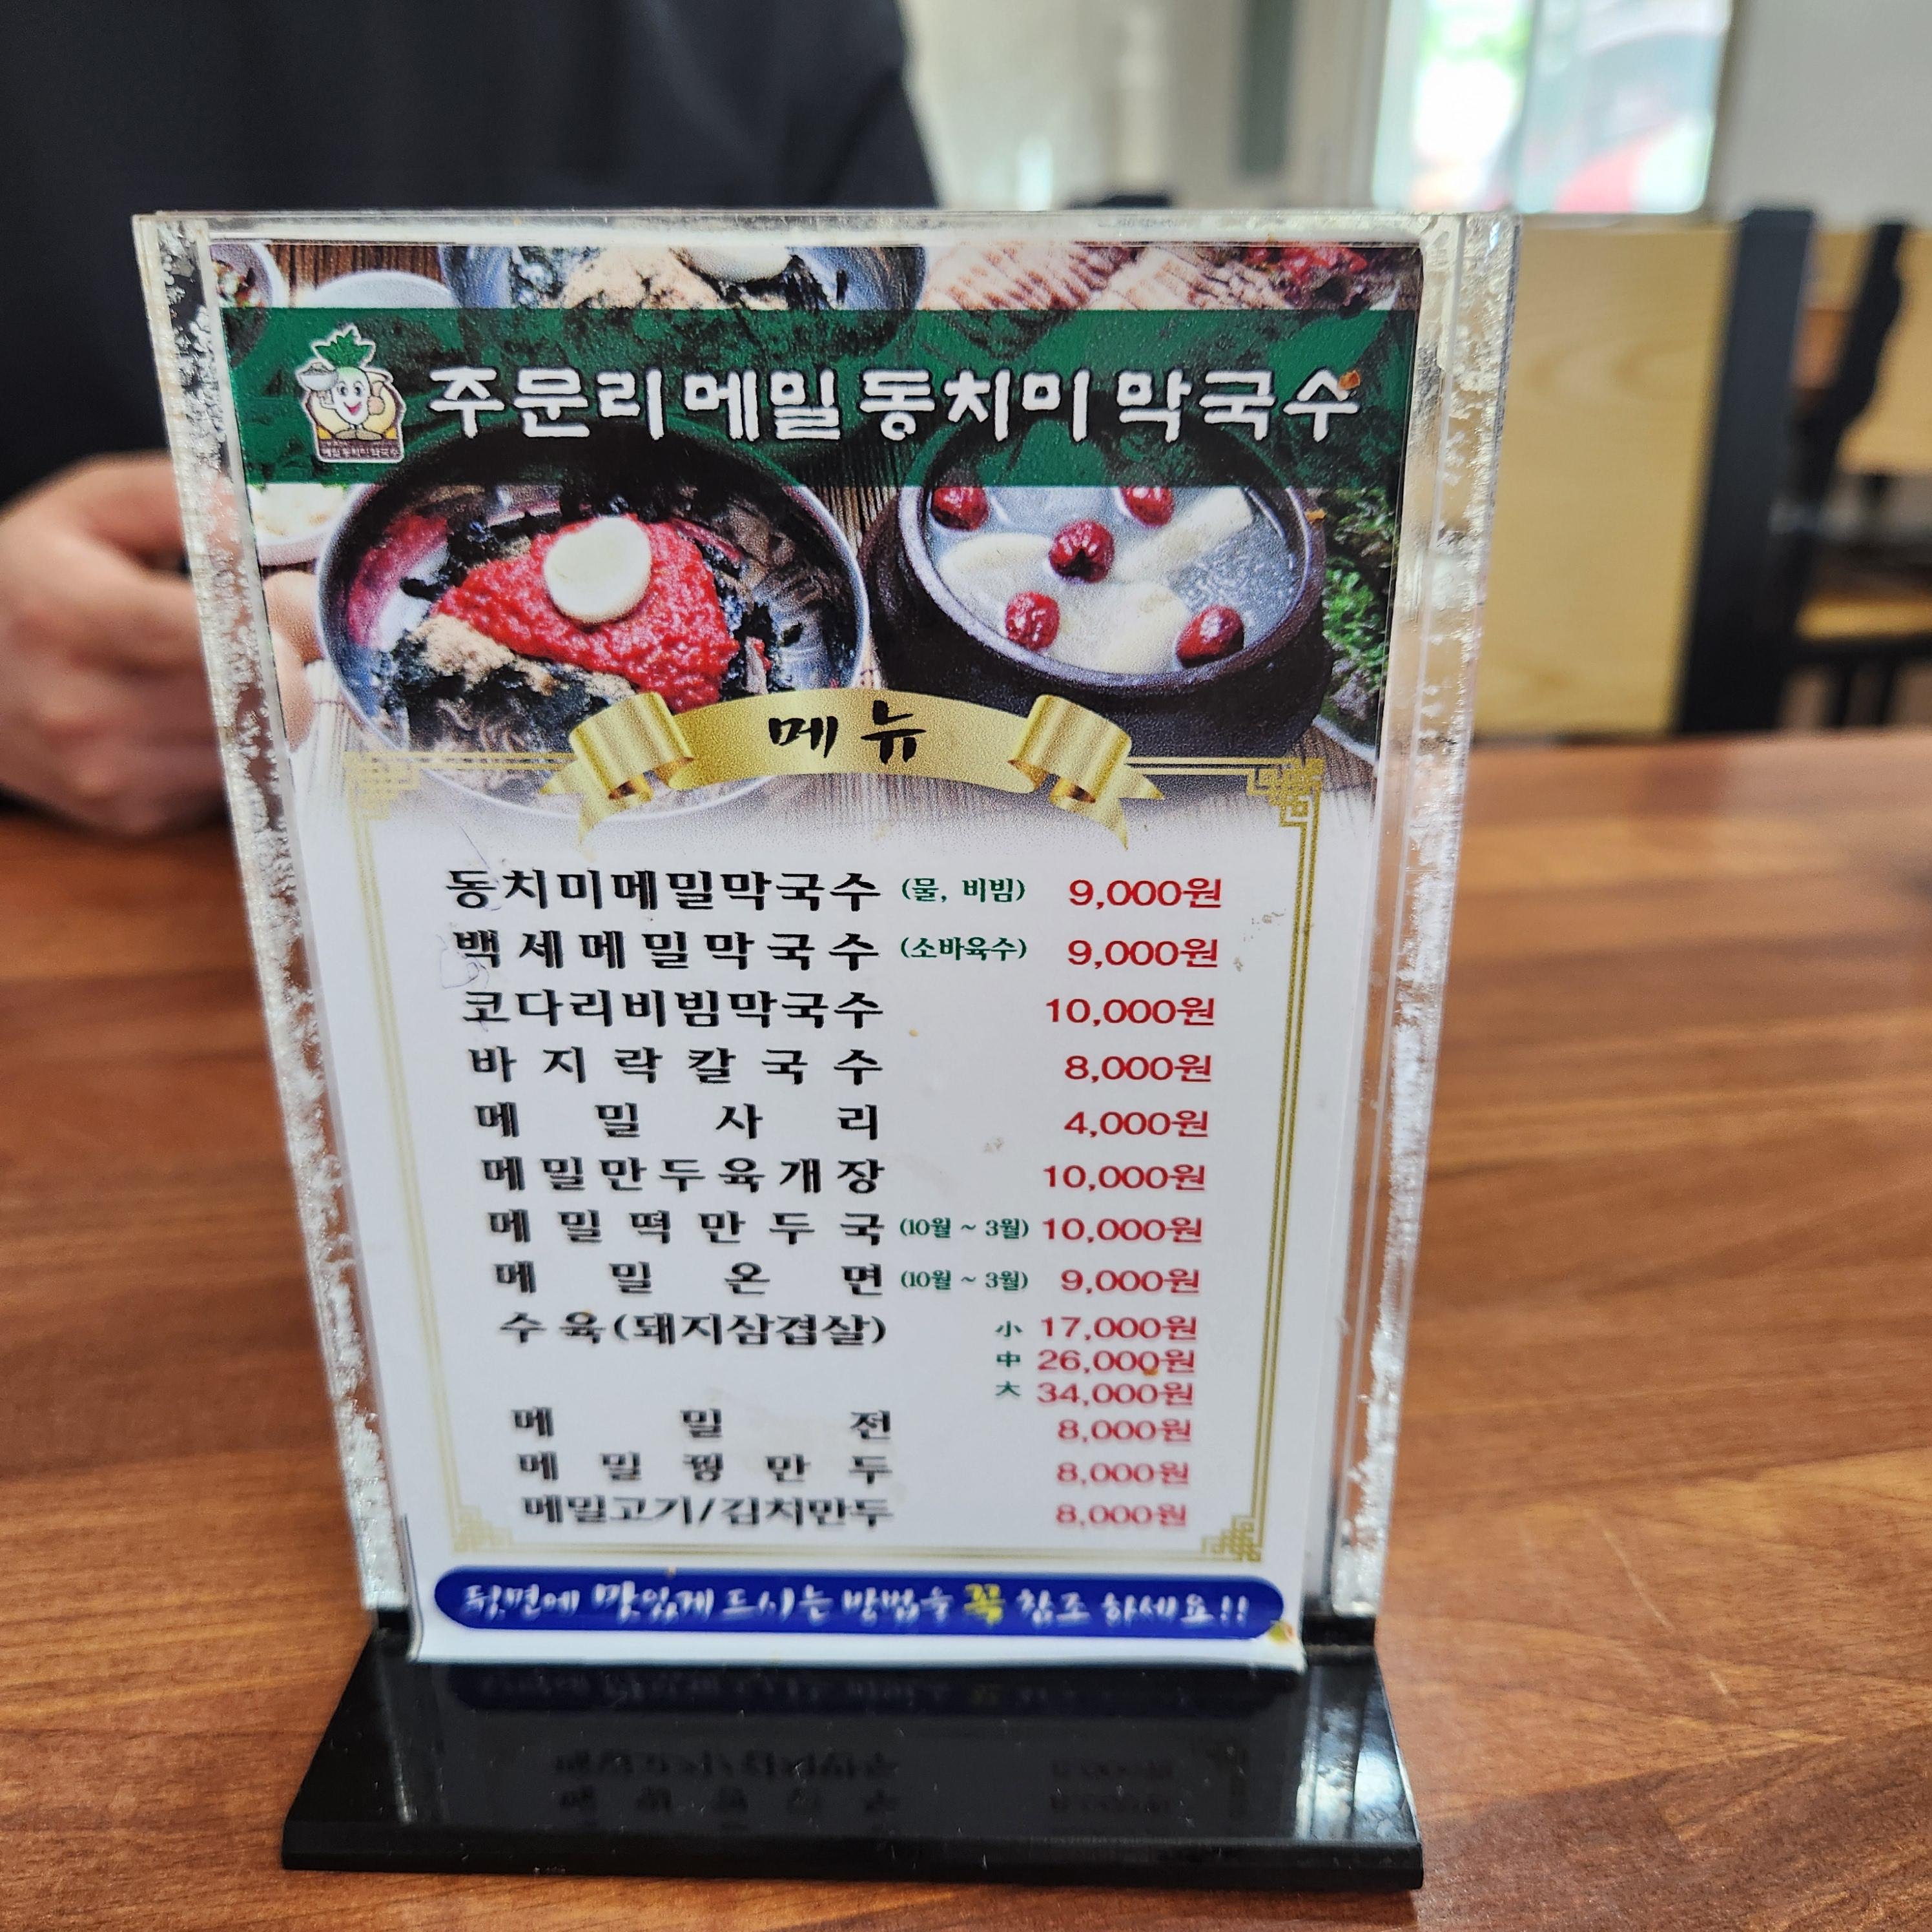 주문리 메밀 동치미 막국수
메뉴
동치미메밀막국수 (물, 비빔) 9,000원
백세메밀막국수 (소바육수) 9,000원
코다리비빔막국수 10,000원
바지락칼국수 8,000원
메밀사리 4,000원
메밀만두육개장 10,000원
메밀떡만두국 (10월 ~ 3월) 10,000원
메밀온면 (10월 ~ 3월) 9,000원
수육(돼지삼겹살) 小 17,000원
中 26,000원
大 34,000원
메밀전 8,000원
메밀꿩만두 8,000원
메밀고기/김치만두 8,000원
뒷면에 맛있게 드시는 방법을 꼭 참조 하세요!!